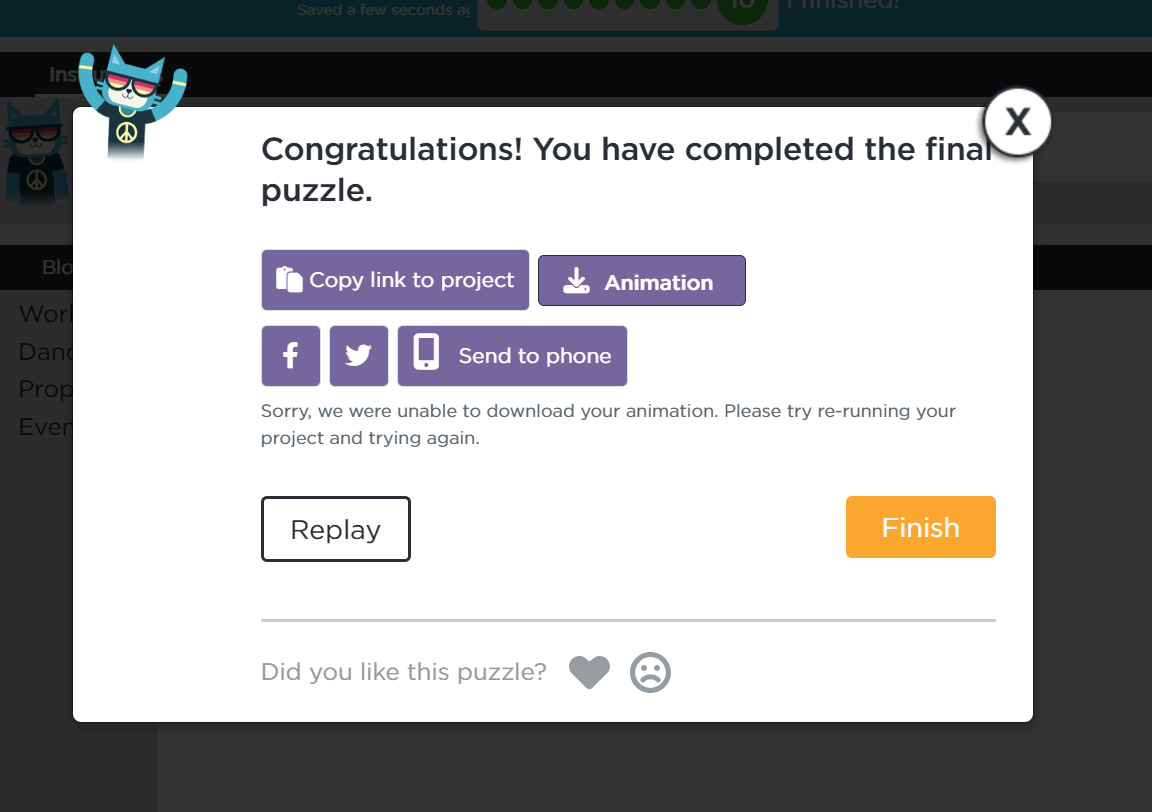 Saved a few seconds ag
10
I finished!
Ins
Congratulations! You have completed the final
puzzle.
X
Blo
Copy link to project
Animation
Worl
Danc
Prop
Even
Send to phone
Sorry, we were unable to download your animation. Please try re-running your
project and trying again.
Replay
Finish
Did you like this puzzle?